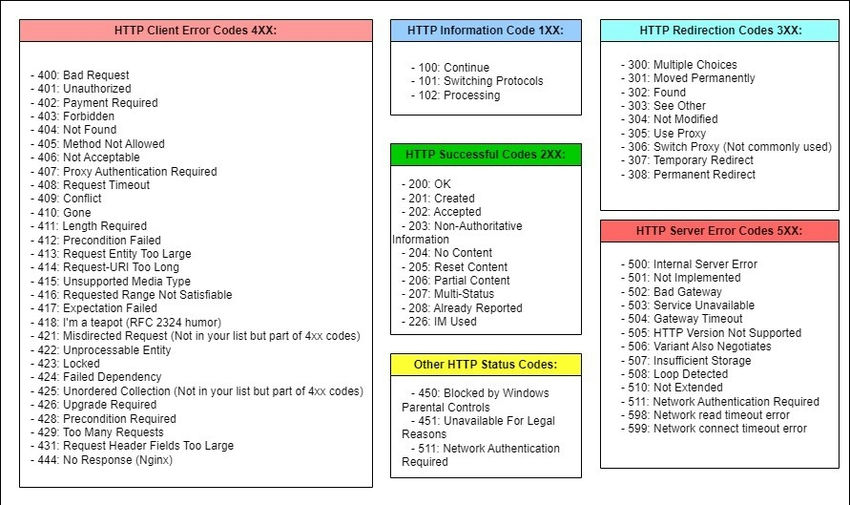 HTTP Client Error Codes 4XX:
- 400: Bad Request
- 401: Unauthorized
- 402: Payment Required
- 403: Forbidden
- 404: Not Found
- 405: Method Not Allowed
- 406: Not Acceptable
- 407: Proxy Authentication Required
- 408: Request Timeout
- 409: Conflict
- 410: Gone
- 411: Length Required
- 412: Precondition Failed
- 413: Request Entity Too Large
- 414: Request-URI Too Long
- 415: Unsupported Media Type
- 416: Requested Range Not Satisfiable
- 417: Expectation Failed
- 418: I'm a teapot (RFC 2324 humor)
- 421: Misdirected Request (Not in your list but part of 4xx codes)
- 422: Unprocessable Entity
- 423: Locked
- 424: Failed Dependency
- 425: Unordered Collection (Not in your list but part of 4xx codes)
- 426: Upgrade Required
- 428: Precondition Required
- 429: Too Many Requests
- 431: Request Header Fields Too Large
- 444: No Response (Nginx)
HTTP Information Code 1XX:
- 100: Continue
- 101: Switching Protocols
- 102: Processing
HTTP Successful Codes 2XX:
- 200: OK
- 201: Created
- 202: Accepted
- 203: Non-Authoritative
Information
- 204: No Content
- 205: Reset Content
- 206: Partial Content
- 207: Multi-Status
- 208: Already Reported
- 226: IM Used
Other HTTP Status Codes:
- 450: Blocked by Windows
Parental Controls
- 451: Unavailable For Legal
Reasons
- 511: Network Authentication
Required
HTTP Redirection Codes 3XX:
- 300: Multiple Choices
- 301: Moved Permanently
- 302: Found
- 303: See Other
- 304: Not Modified
- 305: Use Proxy
- 306: Switch Proxy (Not commonly used)
- 307: Temporary Redirect
- 308: Permanent Redirect
HTTP Server Error Codes 5XX:
- 500: Internal Server Error
- 501: Not Implemented
- 502: Bad Gateway
- 503: Service Unavailable
- 504: Gateway Timeout
- 505: HTTP Version Not Supported
- 506: Variant Also Negotiates
- 507: Insufficient Storage
- 508: Loop Detected
- 510: Not Extended
- 511: Network Authentication Required
- 598: Network read timeout error
- 599: Network connect timeout error